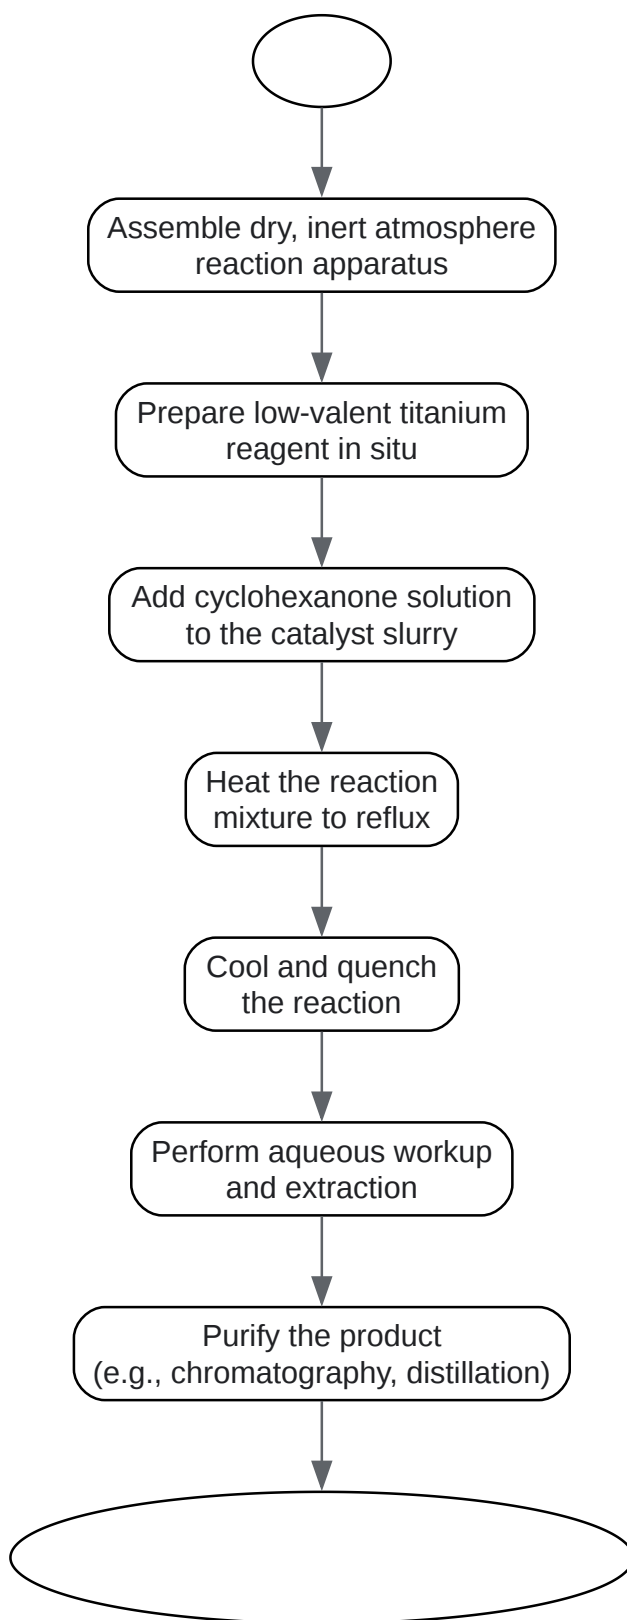 Assemble dry, inert atmosphere
reaction apparatus
Prepare low-valent titanium
reagent in situ
Add cyclohexanone solution
to the catalyst slurry
Heat the reaction
mixture to reflux
Cool and quench
the reaction
Perform aqueous workup
and extraction
Purify the product
(e.g., chromatography, distillation)